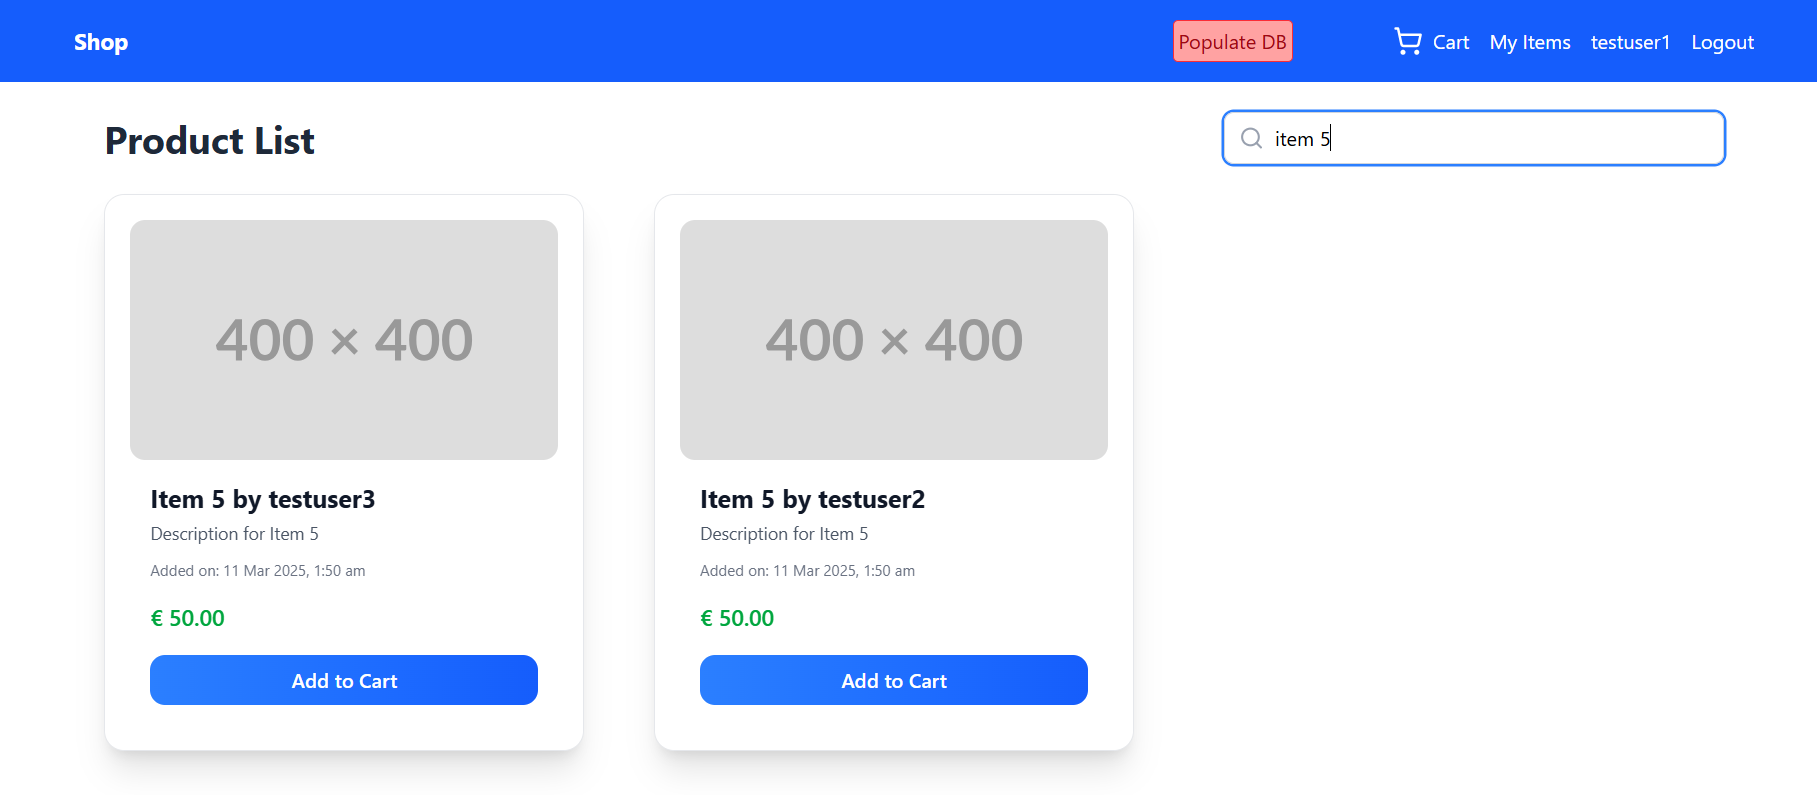 Shop
Populate DB
Cart
My Items
testuser1
Logout
Product List
item 5
400 × 400
Item 5 by testuser3
Description for Item 5
Added on: 11 Mar 2025, 1:50 am
€ 50.00
Add to Cart
400 × 400
Item 5 by testuser2
Description for Item 5
Added on: 11 Mar 2025, 1:50 am
€ 50.00
Add to Cart